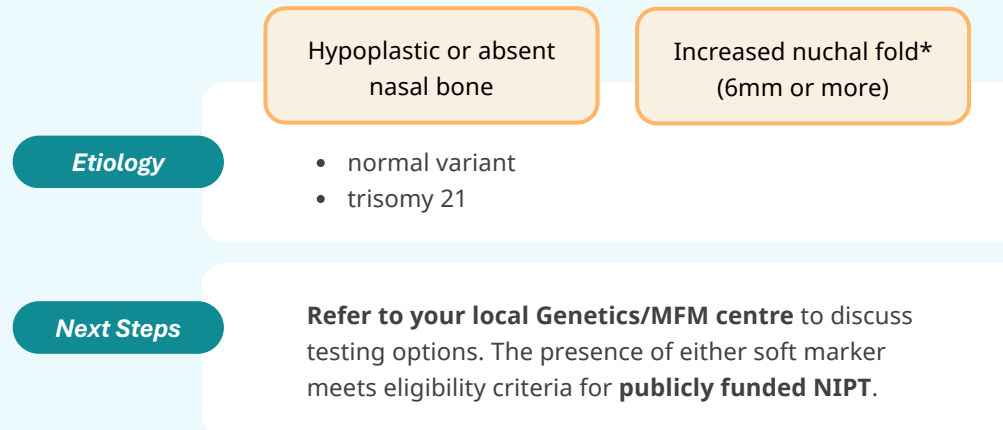 Hypoplastic or absent
nasal bone
Increased nuchal fold*
(6mm or more)
Etiology
• normal variant
• trisomy 21
Next Steps
Refer to your local Genetics/MFM centre to discuss
testing options. The presence of either soft marker
meets eligibility criteria for publicly funded NIPT.